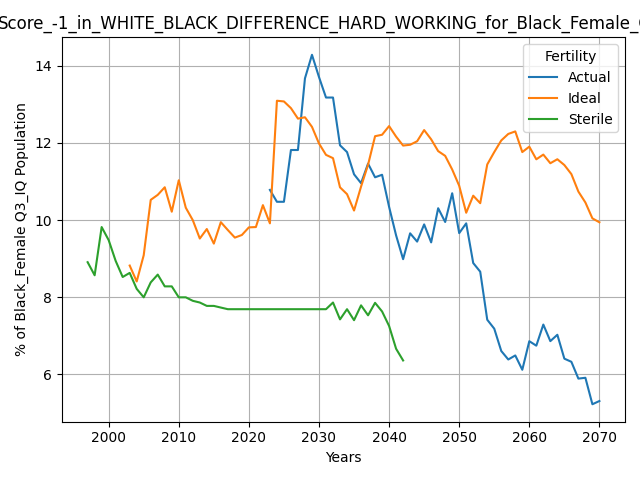 Score_-1_in_WHITE_BLACK_DIFFERENCE_HARD_WORKING_for_Black_Female_
% of Black_Female Q3_IQ Population
14
12
10
8
6
Fertility
Actual
Ideal
Sterile
2000 2010 2020 2030 2040 2050 2060 2070
Years